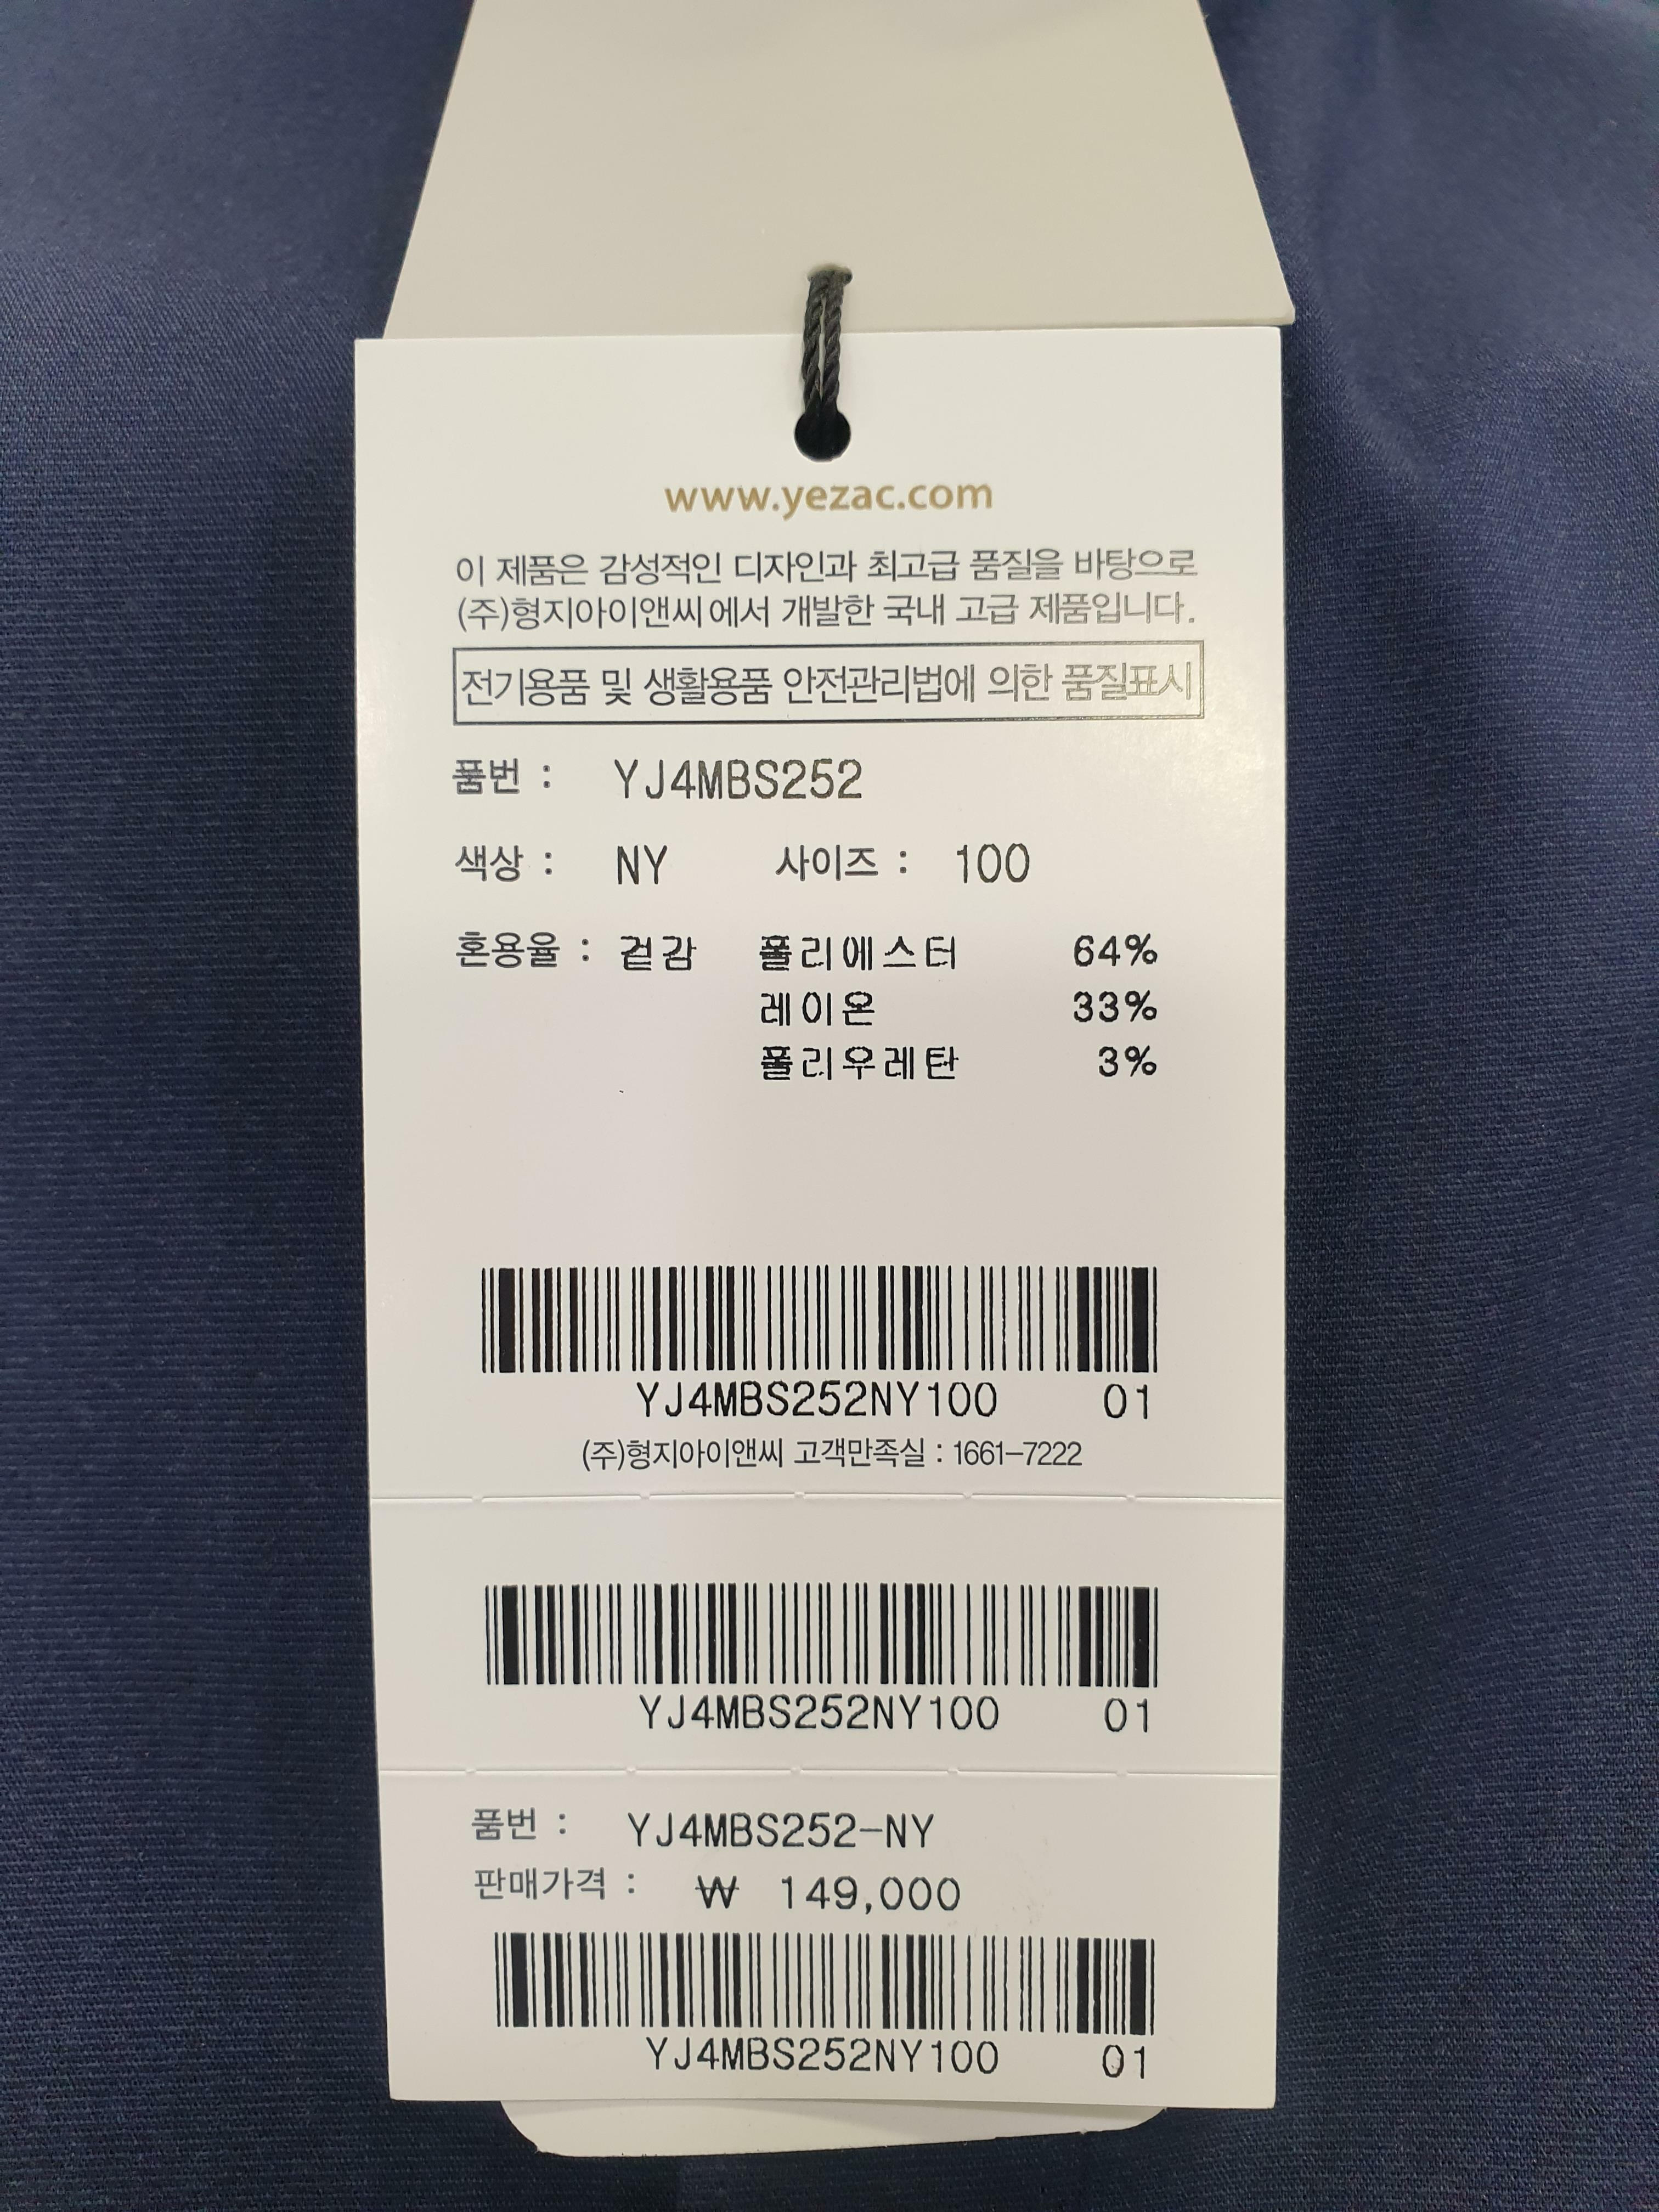 www.yezac.com
이 제품은 감성적인 디자인과 최고급 품질을 바탕으로
(주)형지아이앤씨에서 개발한 국내 고급 제품입니다.
전기용품 및 생활용품 안전관리법에 의한 품질표시
품번 : YJ4MBS252
색상 : NY 사이즈 : 100
혼용율 : 겉감 폴리에스터 64%
레이온 33%
폴리우레탄 3%
YJ4MBS252NY100 01
(주)형지아이앤씨 고객만족실 : 1661-7222
YJ4MBS252NY100 01
품번 : YJ4MBS252-NY
판매가격 : ₩ 149,000
YJ4MBS252NY100 01